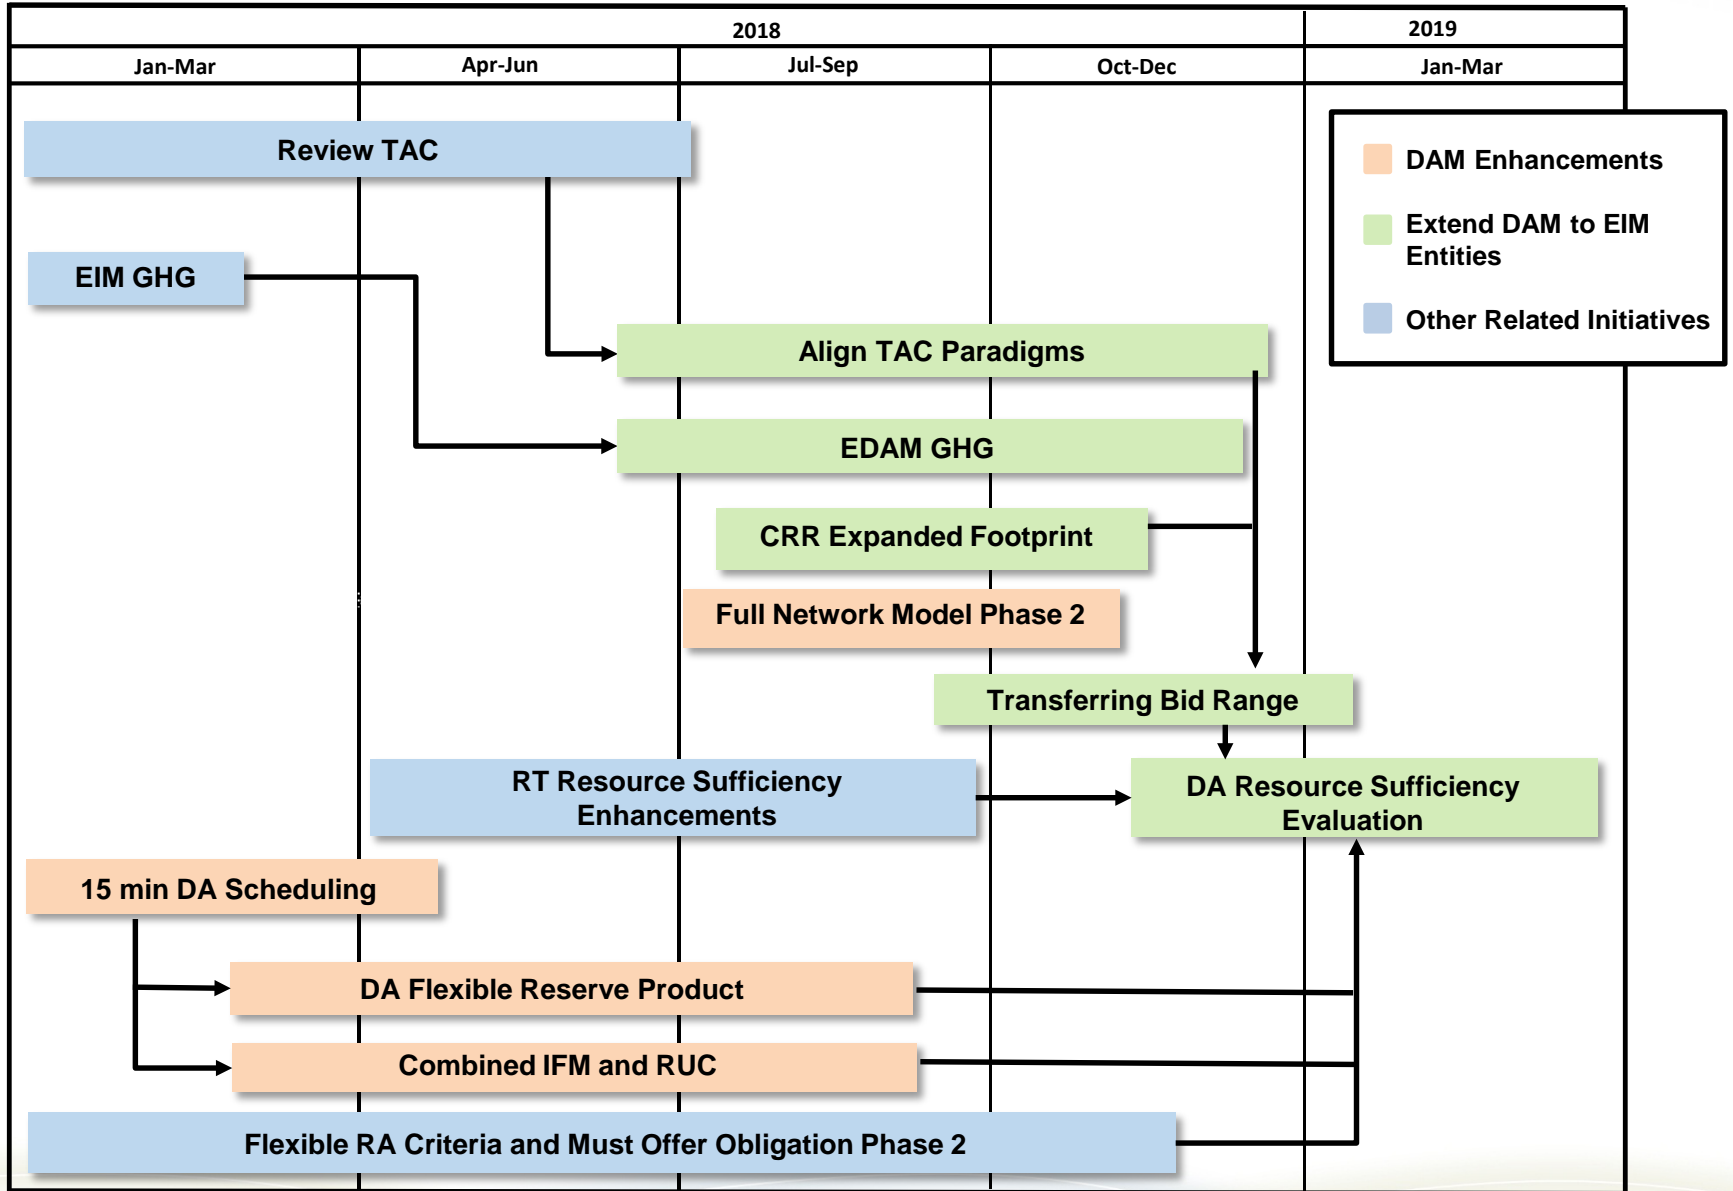 2018
2019
Jan-Mar
Apr-Jun
Jul-Sep
Oct-Dec
Jan-Mar
DAM Enhancements
Extend DAM to EIM
Entities
Other Related Initiatives
Review TAC
EIM GHG
Align TAC Paradigms
EDAM GHG
CRR Expanded Footprint
Full Network Model Phase 2
Transferring Bid Range
RT Resource Sufficiency
Enhancements
DA Resource Sufficiency
Evaluation
15 min DA Scheduling
DA Flexible Reserve Product
Combined IFM and RUC
Flexible RA Criteria and Must Offer Obligation Phase 2